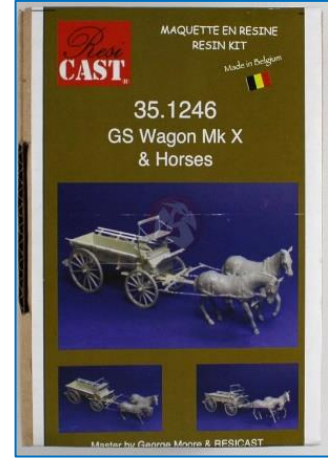 Resi
CAST®
MAQUETTE EN RESINE
RESIN KIT
Made in Belgium
35.1246
GS Wagon Mk X
& Horses
Master by George Moore & RESICAST